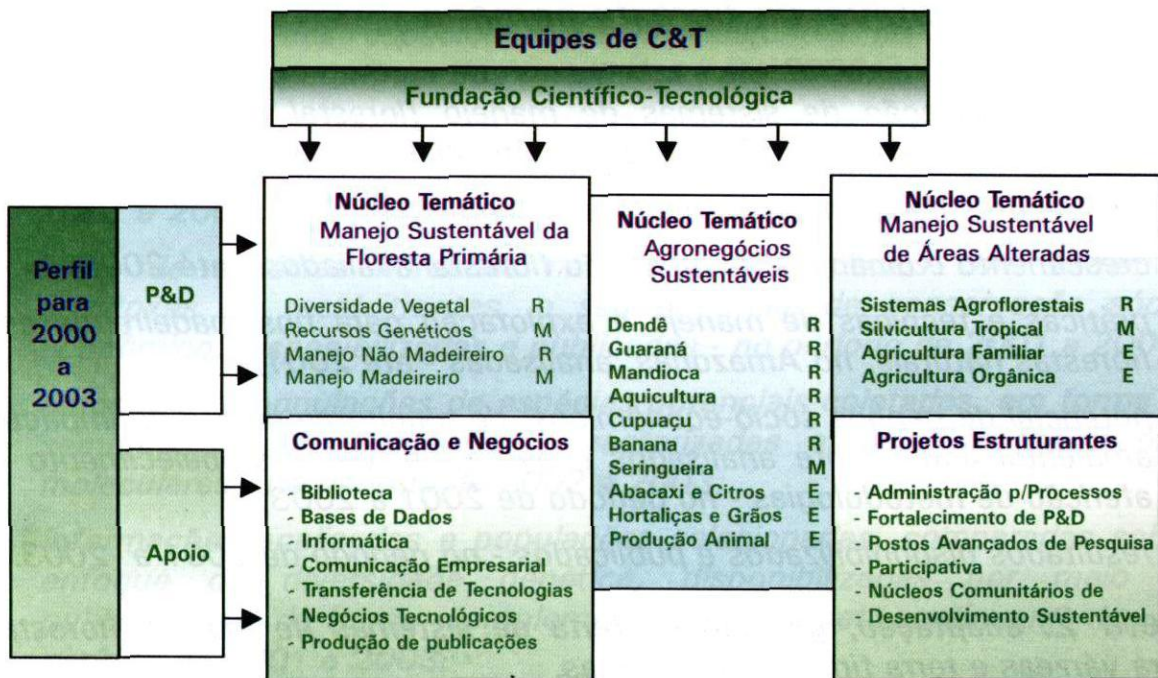 Equipes de C&T
Fundação Científico-Tecnológica
Perfil
para
2000
a
2003
P&D
Apoio
Núcleo Temático
Manejo Sustentável da
Floresta Primária
Diversidade Vegetal R
Recursos Genéticos M
Manejo Não Madeireiro R
Manejo Madeireiro M
Núcleo Temático
Agronegócios
Sustentáveis
Dendê R
Guaraná R
Mandioca R
Aquicultura R
Cupuaçu R
Banana R
Seringueira M
Abacaxi e Citros E
Hortaliças e Grãos E
Produção Animal E
Núcleo Temático
Manejo Sustentável
de Áreas Alteradas
Sistemas Agroflorestais R
Silvicultura Tropical M
Agricultura Familiar E
Agricultura Orgânica E
Comunicação e Negócios
- Biblioteca
- Bases de Dados
- Informática
- Comunicação Empresarial
- Transferência de Tecnologias
- Negócios Tecnológicos
- Produção de publicações
Projetos Estruturantes
- Administração p/Processos
- Fortalecimento de P&D
- Postos Avançados de Pesquisa
- Participativa
- Núcleos Comunitários de
- Desenvolvimento Sustentável